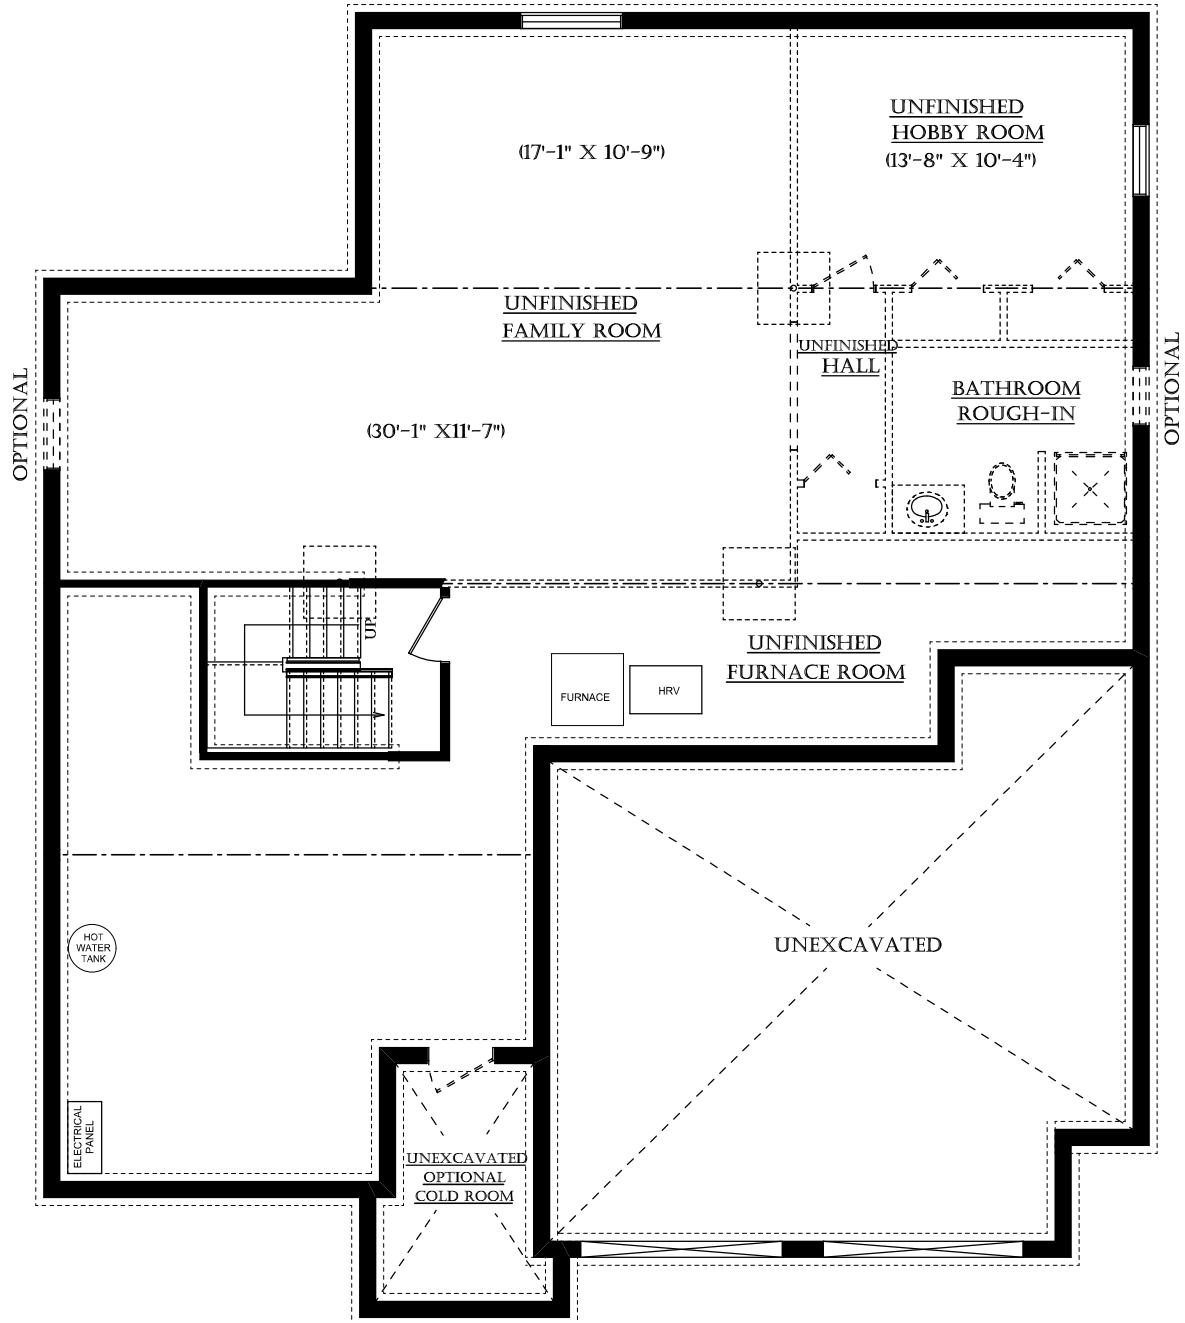 UNFINISHED
HOBBY ROOM
(13'-8" X 10'-4")
(17'-1" X 10'-9")
UNFINISHED
FAMILY ROOM
UNFINISHED
HALL
OPTIONAL
OPTIONAL
BATHROOM
ROUGH-IN
(30'-1" X11'-7")
UP
UNFINISHED
FURNACE ROOM
FURNACE
HRV
UNEXCAVATED
HOT
WATER
TANK
ELECTRICAL
PANEL
UNEXCAVATED
OPTIONAL
COLD ROOM